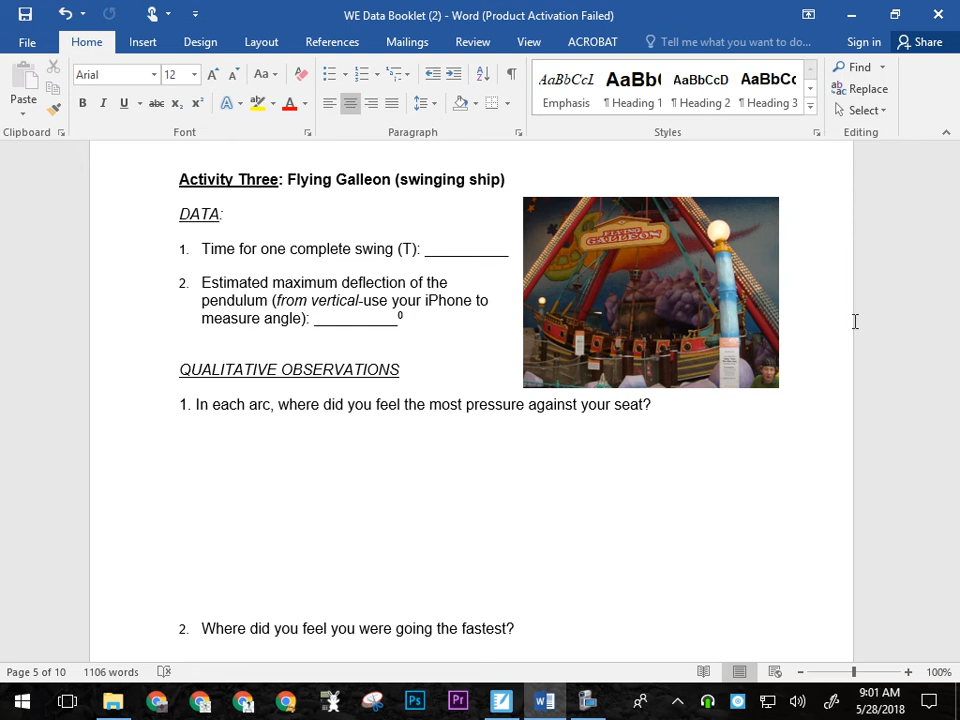 WE Data Booklet (2) - Word (Product Activation Failed)
File Home Insert Design Layout References Mailings Review View ACROBAT Tell me what you want to do... Sign in Share
Paste
Arial 12
Clipboard Font Paragraph Styles Editing
AaBbCcI AaBb( AaBbCcD AaBbCc
Emphasis ¶ Heading 1 ¶ Heading 2 ¶ Heading 3
Find
Replace
Select
Activity Three: Flying Galleon (swinging ship)
DATA:
1. Time for one complete swing (T): __________
2. Estimated maximum deflection of the
pendulum (from vertical-use your iPhone to
measure angle): __________0
FLYING
GALLEON
QUALITATIVE OBSERVATIONS
1. In each arc, where did you feel the most pressure against your seat?
2. Where did you feel you were going the fastest?
Page 5 of 10 1106 words 100%
Ps Pr
9:01 AM
5/28/2018